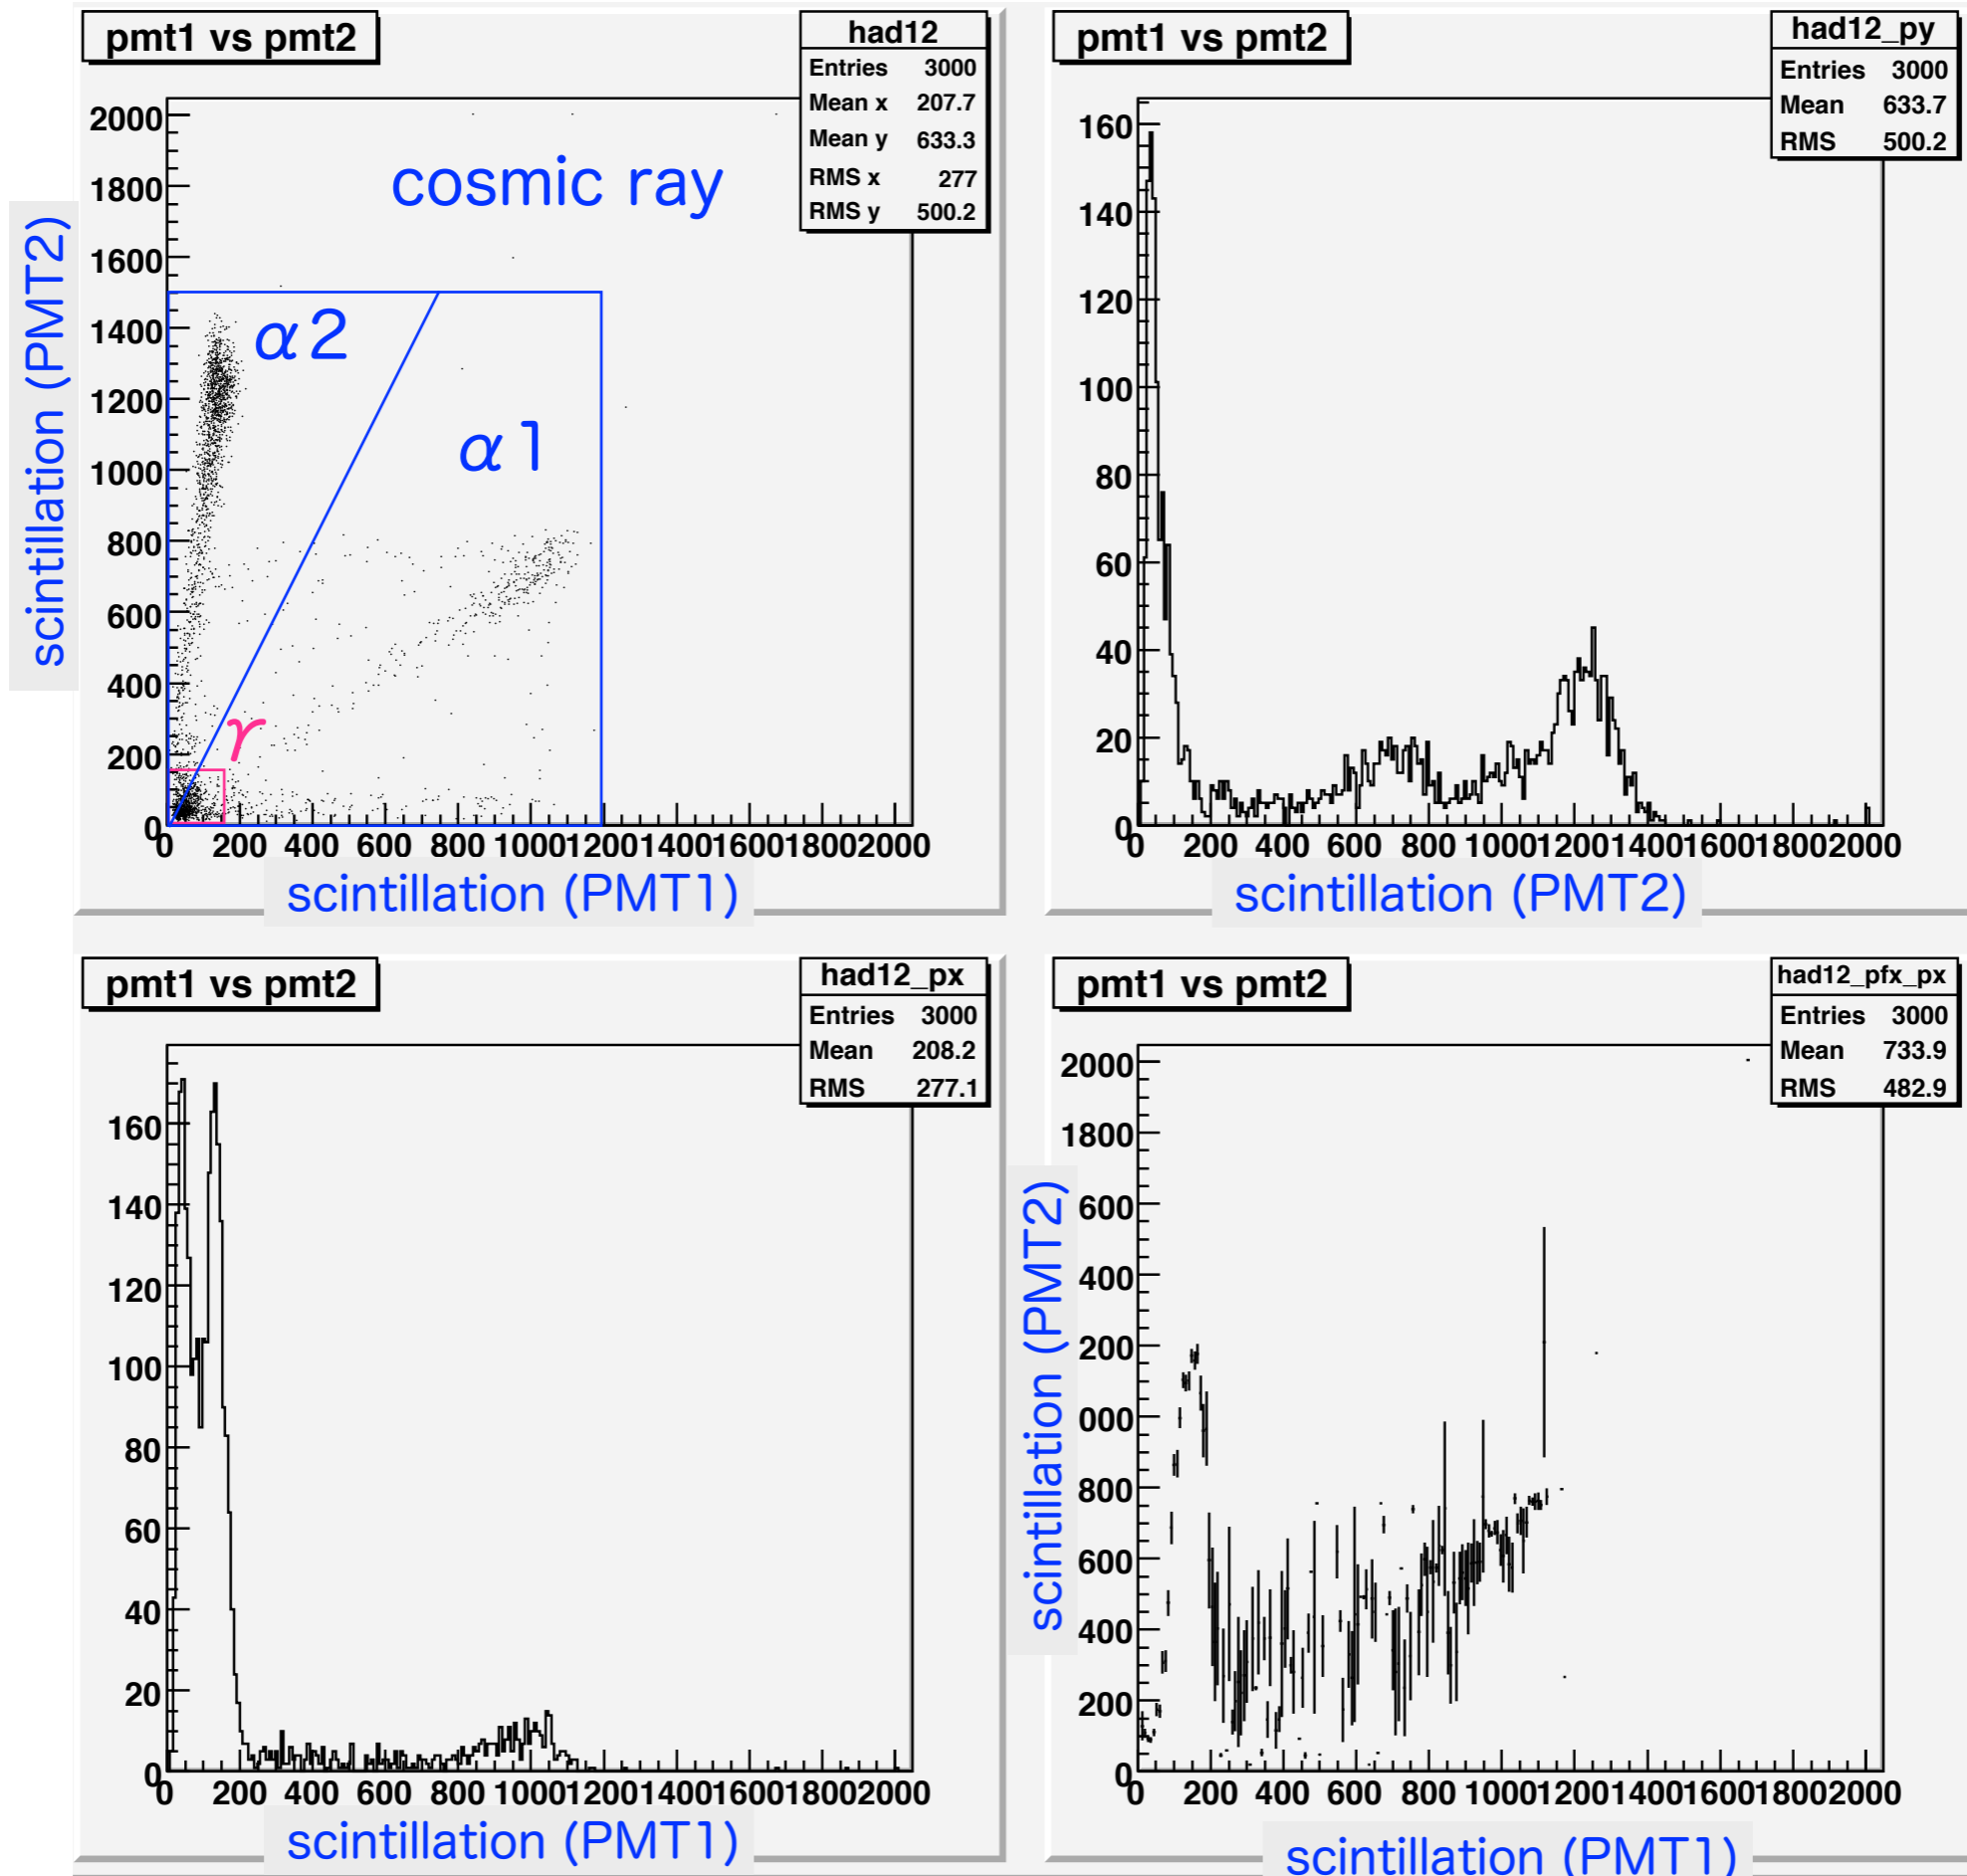 pmt1 vs pmt2
had12
Entries 3000
Mean x 207.7
Mean y 633.3
RMS x 277
RMS y 500.2
cosmic ray
α2
α1
γ
2000
1800
1600
1400
1200
1000
800
600
400
200
0
0 200 400 600 800 1000 1200 1400 1600 1800 2000
scintillation (PMT2)
scintillation (PMT1)
pmt1 vs pmt2
had12_py
Entries 3000
Mean 633.7
RMS 500.2
160
140
120
100
80
60
40
20
0
0 200 400 600 800 1000 1200 1400 1600 1800 2000
scintillation (PMT2)
pmt1 vs pmt2
had12_px
Entries 3000
Mean 208.2
RMS 277.1
160
140
120
100
80
60
40
20
0
0 200 400 600 800 1000 1200 1400 1600 1800 2000
scintillation (PMT1)
pmt1 vs pmt2
had12_pfx_px
Entries 3000
Mean 733.9
RMS 482.9
2000
1800
600
400
200
000
800
600
400
200
0
0 200 400 600 800 1000 1200 1400 1600 1800 2000
scintillation (PMT2)
scintillation (PMT1)